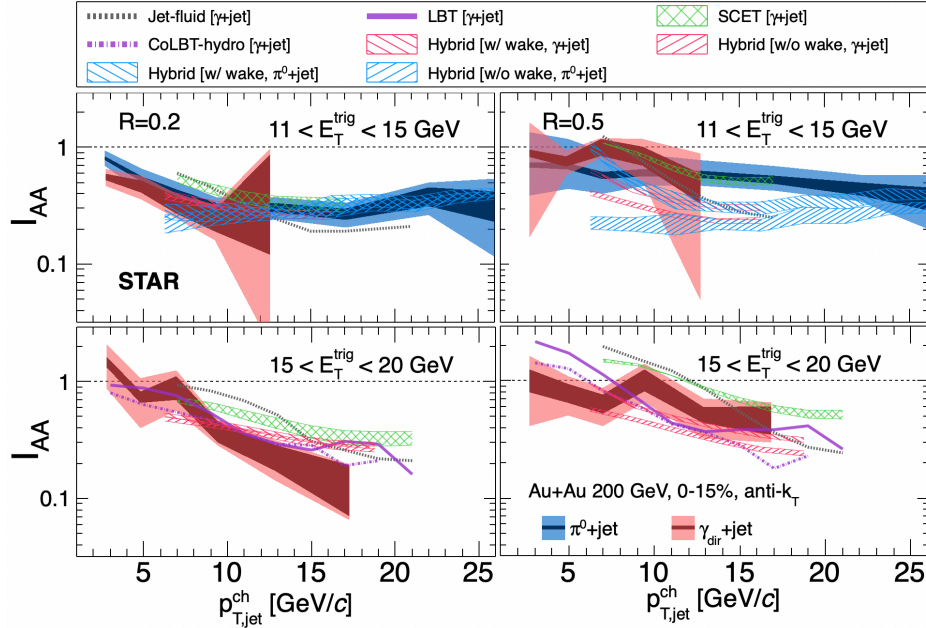 Jet-fluid [γ+jet] LBT [γ+jet] SCET [γ+jet]
CoLBT-hydro [γ+jet] Hybrid [w/ wake, γ+jet] Hybrid [w/o wake, γ+jet]
Hybrid [w/ wake, π⁰+jet] Hybrid [w/o wake, π⁰+jet]
R=0.2 11 < E_T^trig < 15 GeV
R=0.5 11 < E_T^trig < 15 GeV
1
I_AA
0.1
STAR
15 < E_T^trig < 20 GeV
15 < E_T^trig < 20 GeV
1
I_AA
0.1
Au+Au 200 GeV, 0-15%, anti-k_T
π⁰+jet γ_dir+jet
5 10 15 20 25
5 10 15 20 25
p_T,jet^ch [GeV/c]
p_T,jet^ch [GeV/c]